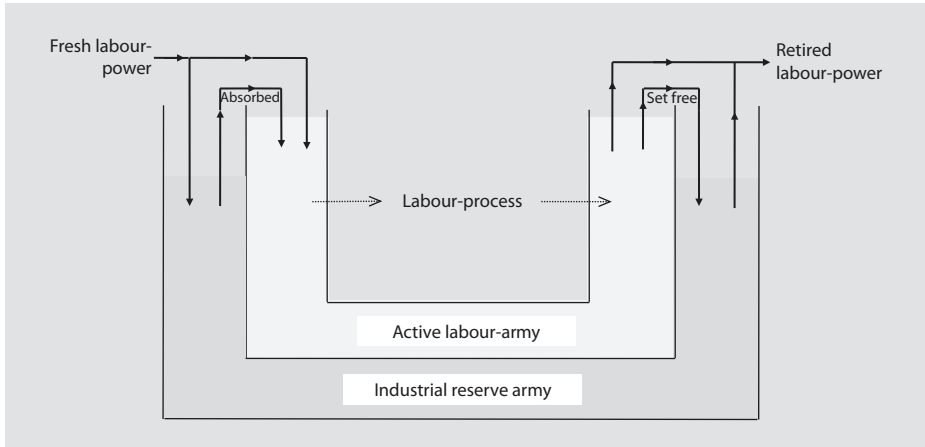 Fresh labour-
power
Retired
labour-power
Absorbed
Set free
Labour-process
Active labour-army
Industrial reserve army